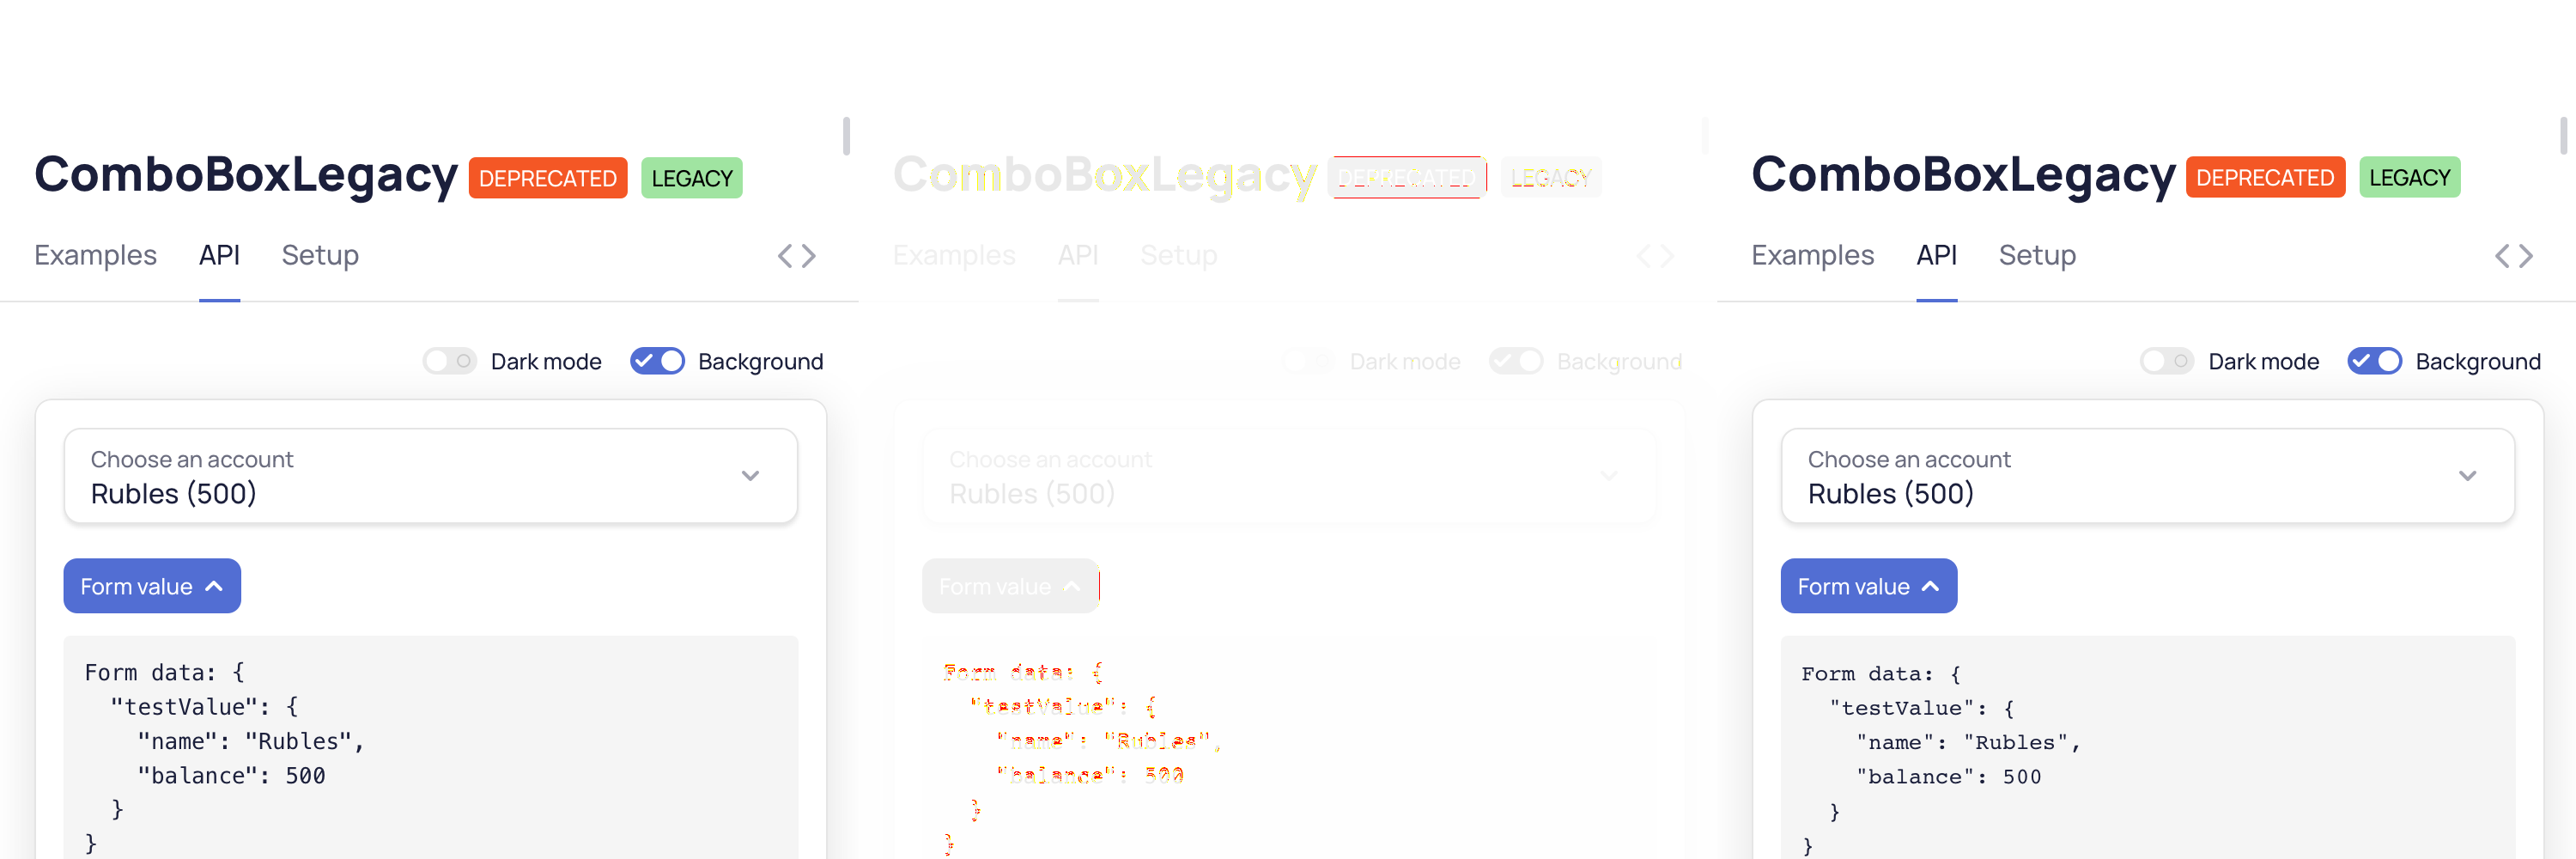 ComboBoxLegacy DEPRECATED LEGACY
Examples API Setup
Dark mode Background
Choose an account
Rubles (500)
Form value
Form data: {
"testValue": {
"name": "Rubles",
"balance": 500
}
}
ComboBoxLegacy DEPRECATED LEGACY
Examples API Setup
Dark mode Background
Choose an account
Rubles (500)
Form value
Form data: {
"testValue": {
"name": "Rubles",
"balance": 500
}
}
ComboBoxLegacy DEPRECATED LEGACY
Examples API Setup
Dark mode Background
Choose an account
Rubles (500)
Form value
Form data: {
"testValue": {
"name": "Rubles",
"balance": 500
}
}